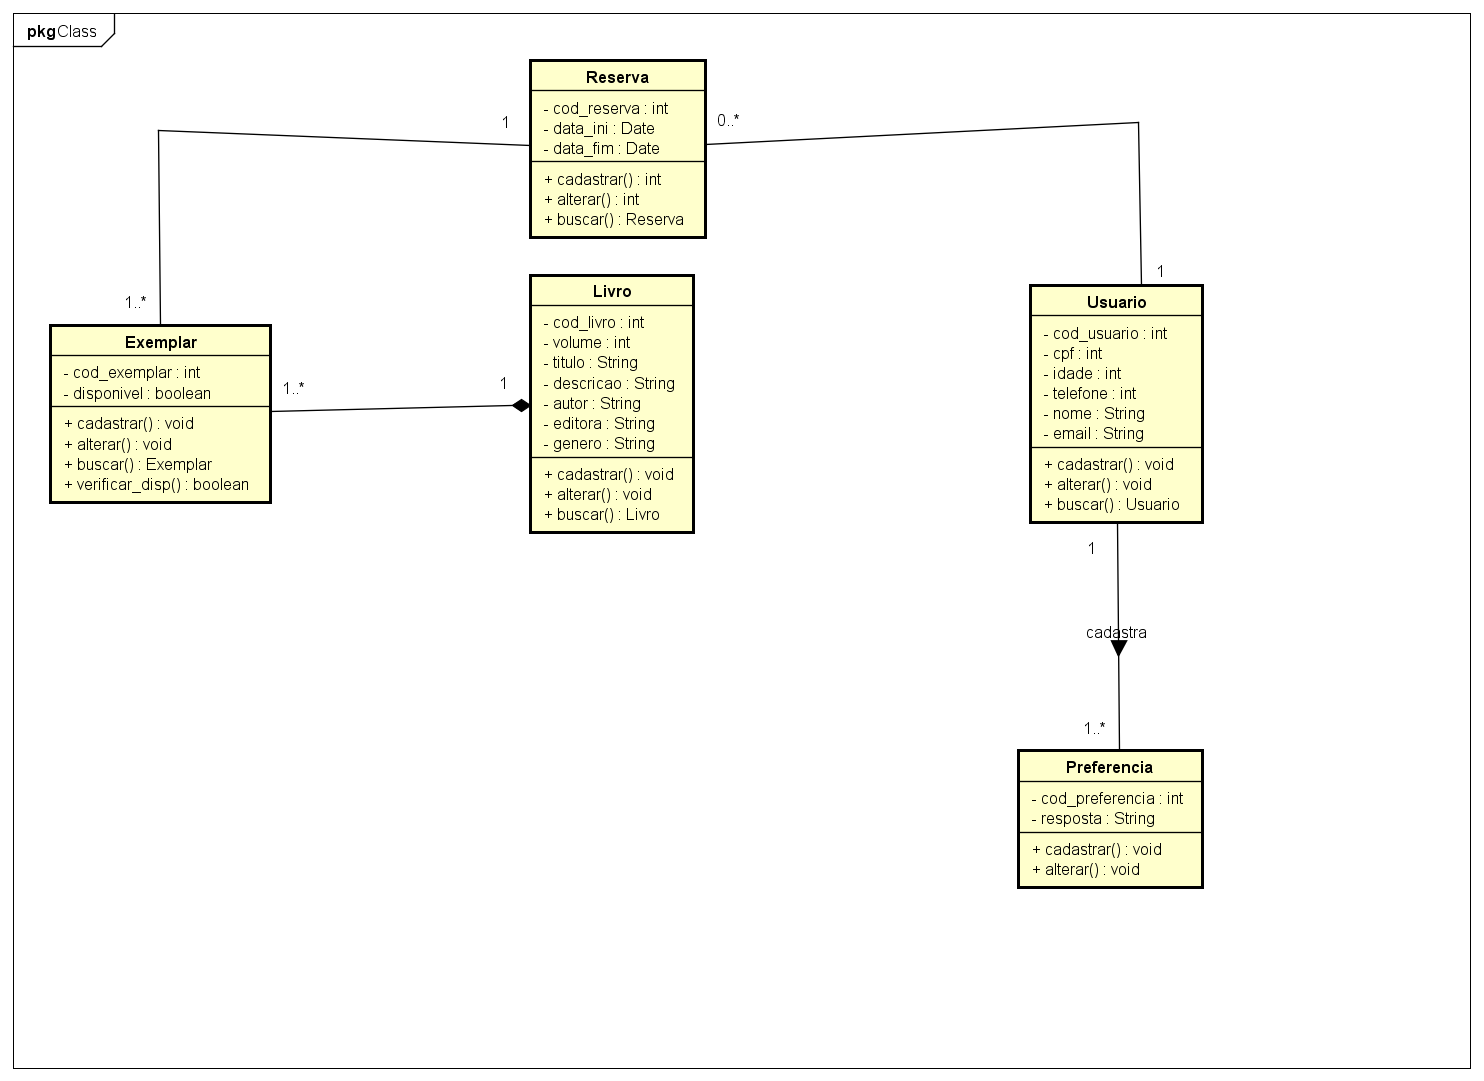 pkgClass
Reserva
- cod_reserva : int
- data_ini : Date
- data_fim : Date
+ cadastrar() : int
+ alterar() : int
+ buscar() : Reserva
1
0..*
1..*
1
Exemplar
- cod_exemplar : int
- disponivel : boolean
+ cadastrar() : void
+ alterar() : void
+ buscar() : Exemplar
+ verificar_disp() : boolean
1..*
1
Livro
- cod_livro : int
- volume : int
- titulo : String
- descricao : String
- autor : String
- editora : String
- genero : String
+ cadastrar() : void
+ alterar() : void
+ buscar() : Livro
Usuario
- cod_usuario : int
- cpf : int
- idade : int
- telefone : int
- nome : String
- email : String
+ cadastrar() : void
+ alterar() : void
+ buscar() : Usuario
1
cadastra
1..*
Preferencia
- cod_preferencia : int
- resposta : String
+ cadastrar() : void
+ alterar() : void